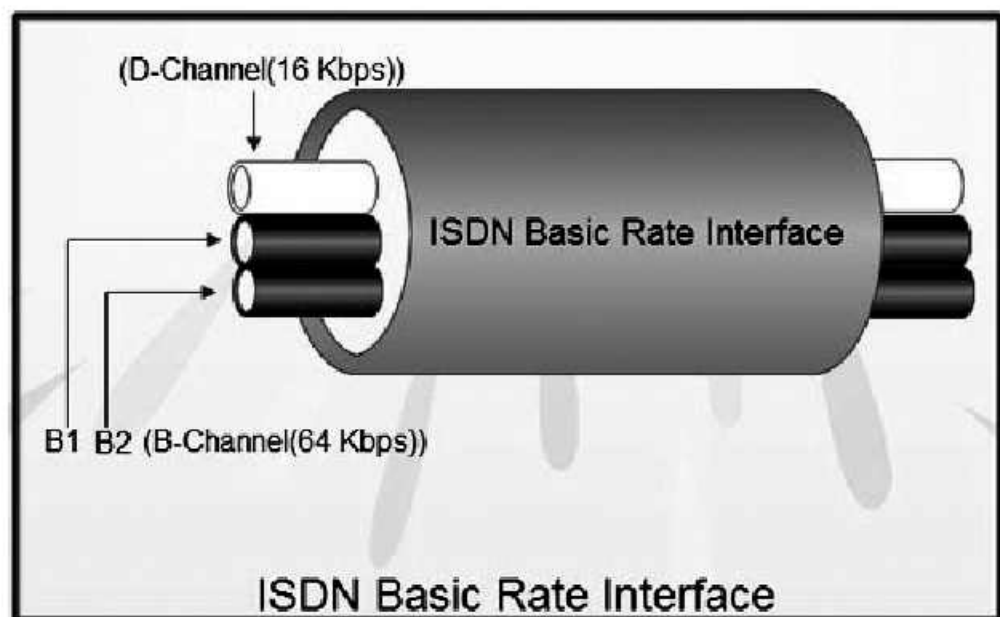 (D-Channel(16 Kbps))
ISDN Basic Rate Interface
B1 B2 (B-Channel(64 Kbps))
ISDN Basic Rate Interface